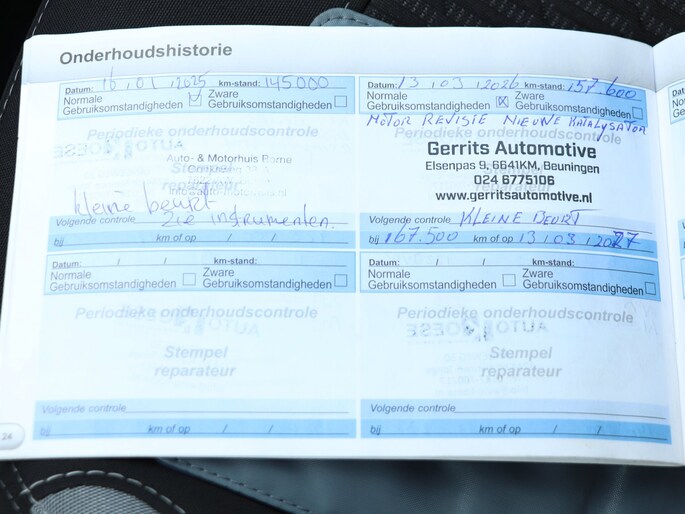 Onderhoudshistorie
Datum: 16 , 01 , 2025 km-stand: 145000
Normale Gebruiksomstandigheden Zware Gebruiksomstandigheden
Periodieke onderhoudscontrole
Auto- & Motorhuis Borne
Stempel
reparateur
kleine beurt
Volgende controle zie instrumenten.
bij km of op / /
Datum: 13 , 03 , 2026 km-stand: 157.600
Normale Gebruiksomstandigheden X Zware Gebruiksomstandigheden
MOTOR REVISIE NIEUWE KATALYSATOR
Gerrits Automotive
Elsenpas 9, 6641KM, Beuningen
024 6775106
www.gerritsautomotive.nl
Volgende controle KLEINE BEURT
bij 167.500 km of op 13 / 03 / 2027
Datum: / / km-stand:
Normale Gebruiksomstandigheden Zware Gebruiksomstandigheden
Periodieke onderhoudscontrole
Stempel
reparateur
Volgende controle
bij km of op / /
Datum: / / km-stand:
Normale Gebruiksomstandigheden Zware Gebruiksomstandigheden
Periodieke onderhoudscontrole
Stempel
reparateur
Volgende controle
bij km of op / /
24